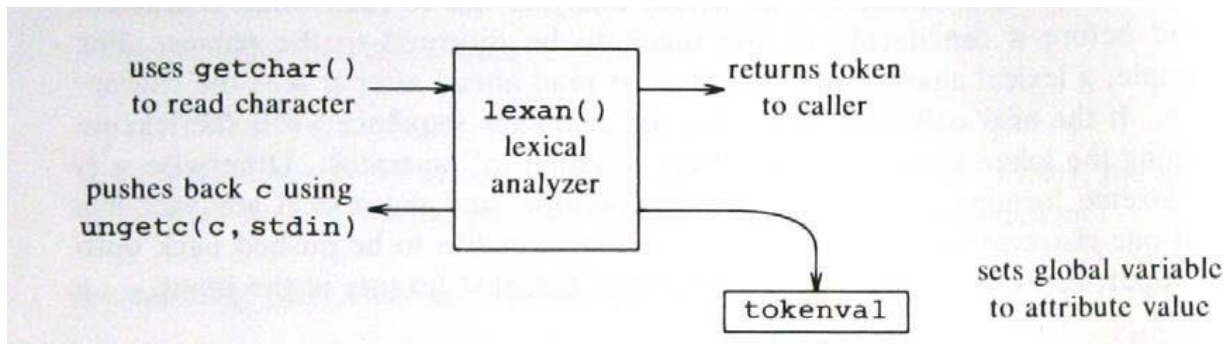 uses getchar()
to read character
pushes back c using
ungetc(c,stdin)
lexan()
lexical
analyzer
returns token
to caller
tokenval
sets global variable
to attribute value